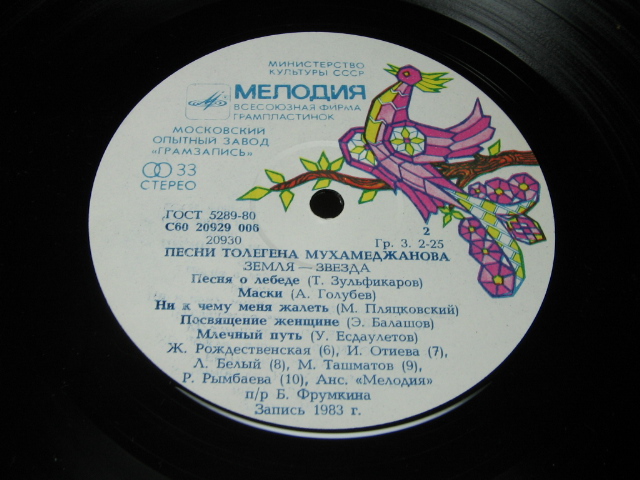 МИНИСТЕРСТВО
КУЛЬТУРЫ СССР
МЕЛОДИЯ
ВСЕСОЮЗНАЯ ФИРМА
ГРАМПЛАСТИНОК
МОСКОВСКИЙ
ОПЫТНЫЙ ЗАВОД
«ГРАМЗАПИСЬ»
33
СТЕРЕО
ГОСТ 5289-80
С60 20929 006
2
20930
Гр. 3. 2-25
ПЕСНИ ТОЛЕГЕНА МУХАМЕДЖАНОВА
ЗЕМЛЯ — ЗВЕЗДА
Песня о лебеде (Т. Зульфикаров)
Маски (А. Голубев)
Ни к чему меня жалеть (М. Пляцковский)
Посвящение женщине (Э. Балашов)
Млечный путь (У. Есдаулетов)
Ж. Рождественская (6), И. Отиева (7),
Л. Белый (8), М. Ташматов (9),
Р. Рымбаева (10), Анс. «Мелодия»
п/р Б. Фрумкина
Запись 1983 г.